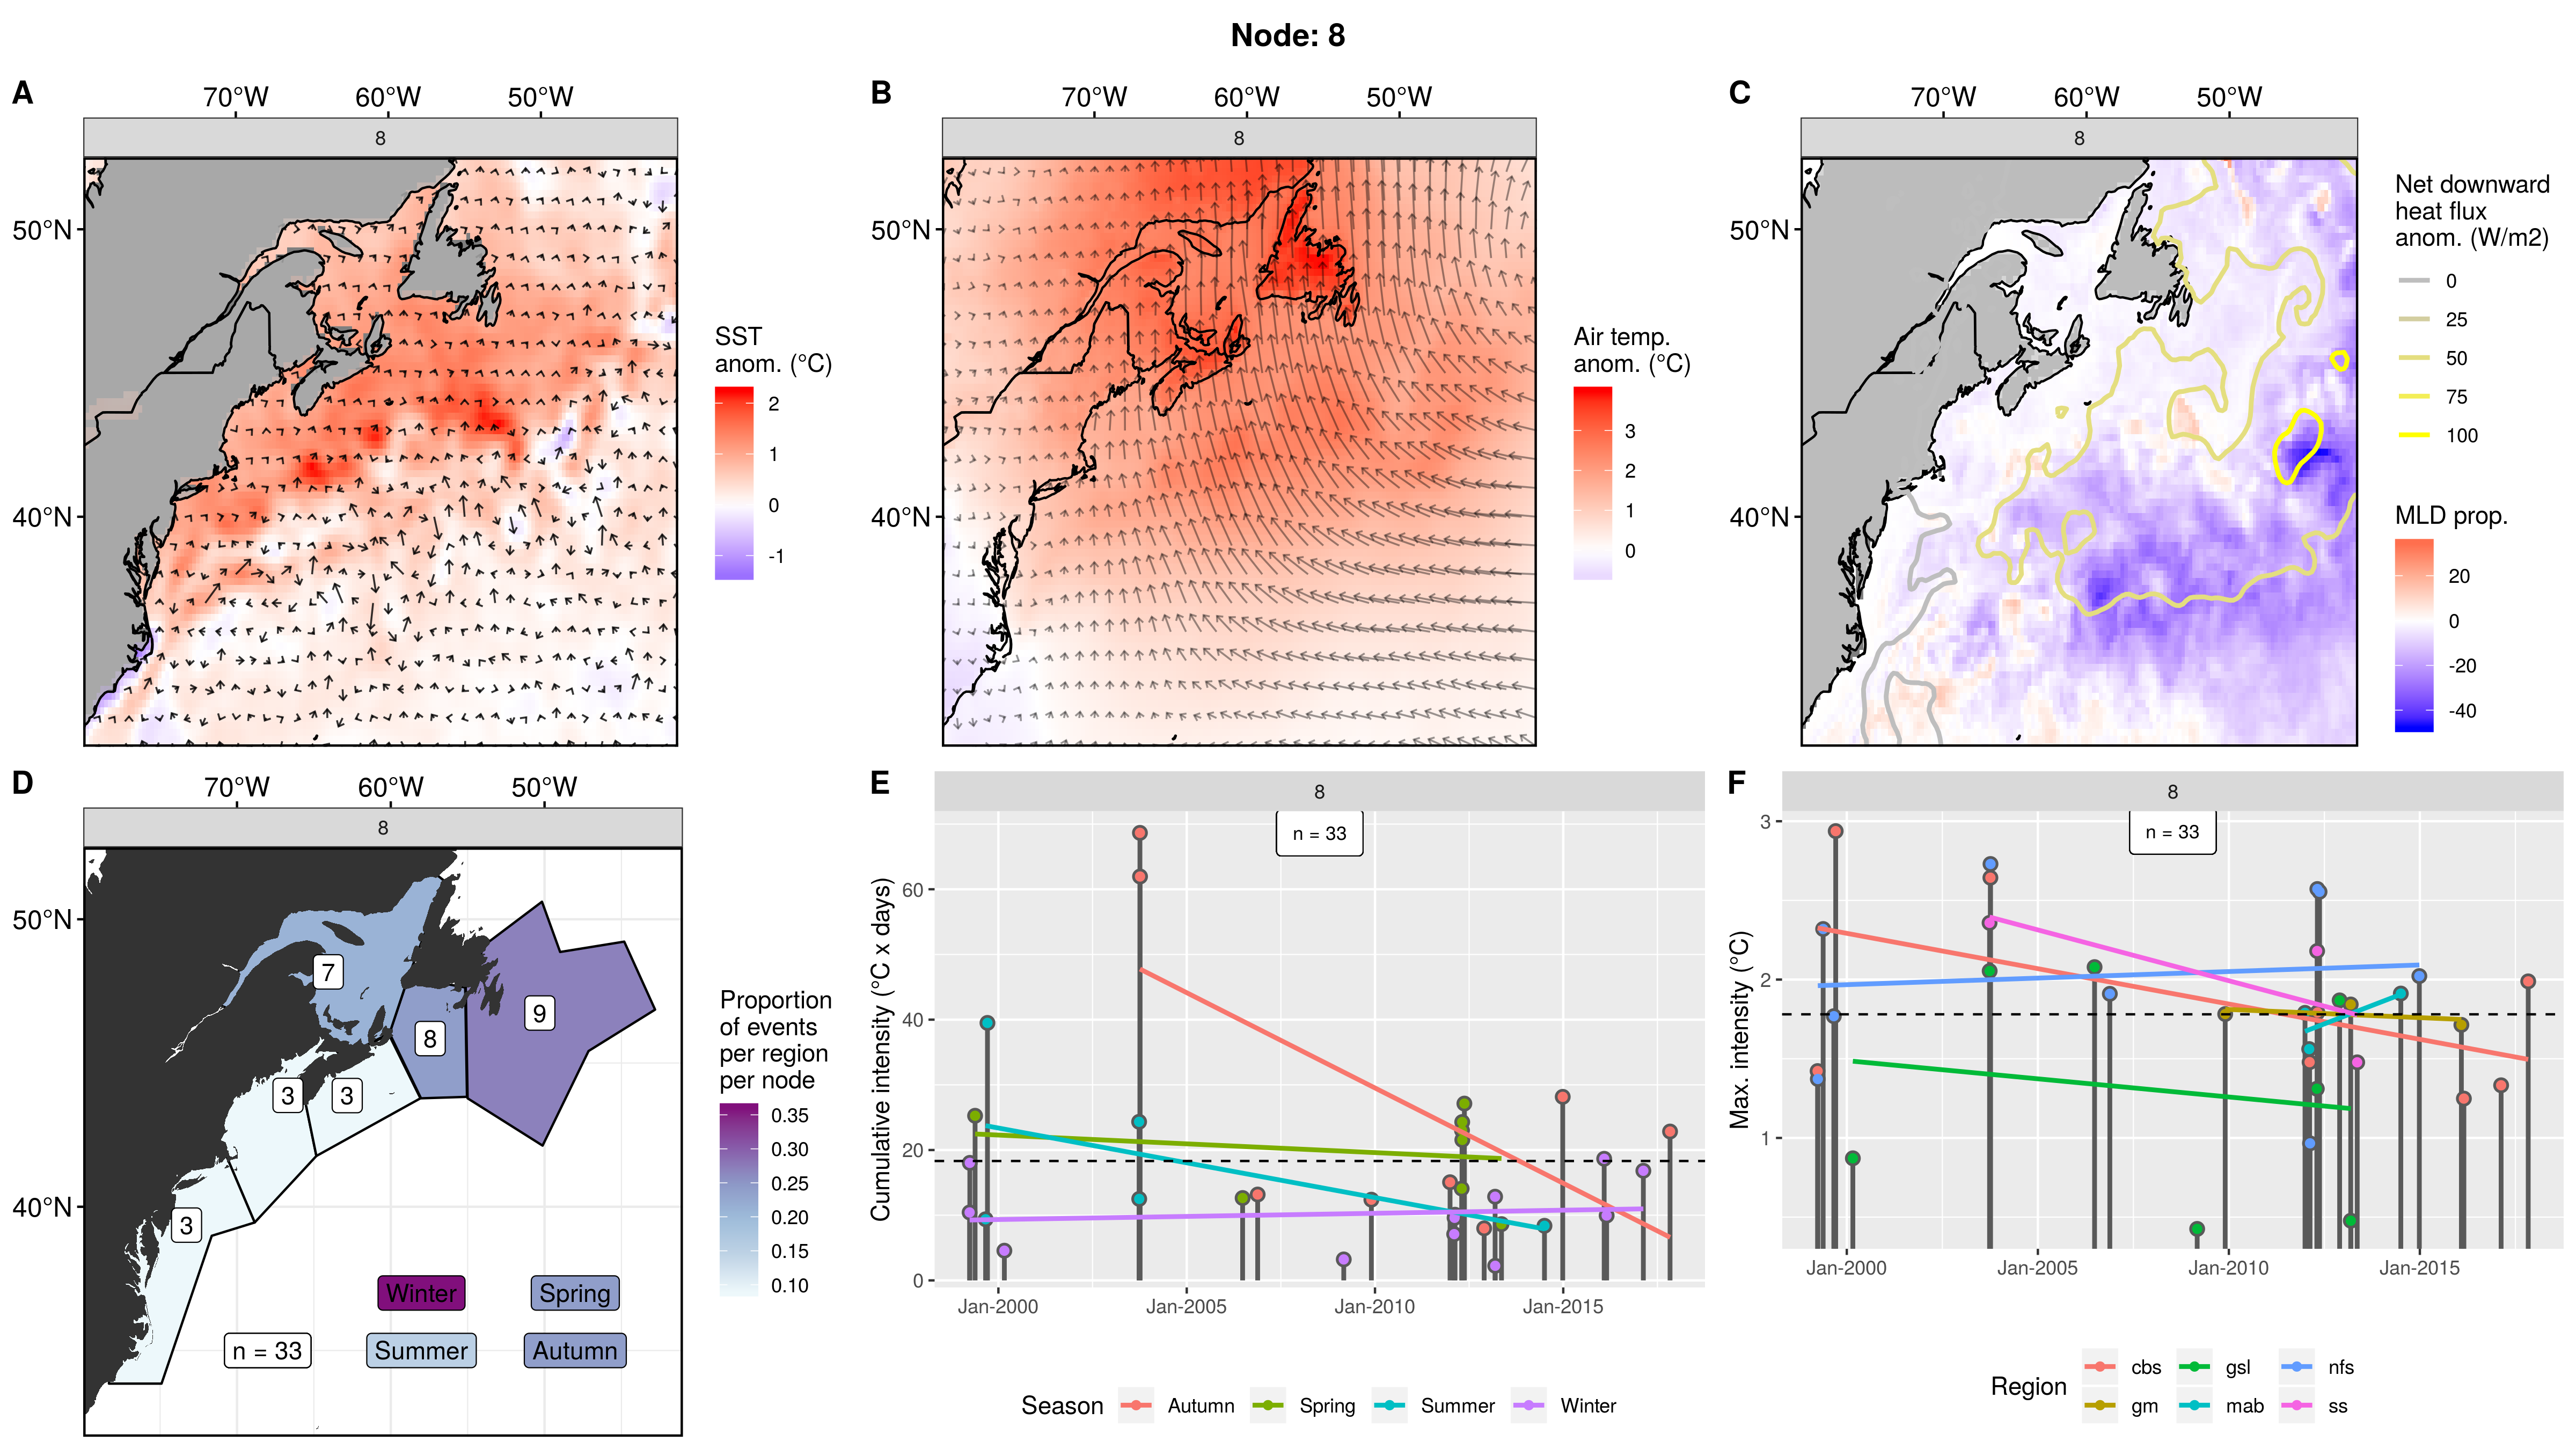 Node: 8
A
70°W 60°W 50°W
8
50°N
40°N
SST
anom. (°C)
2
1
0
-1
B
70°W 60°W 50°W
8
50°N
40°N
Air temp.
anom. (°C)
3
2
1
0
C
70°W 60°W 50°W
8
50°N
40°N
Net downward
heat flux
anom. (W/m2)
0
25
50
75
100
MLD prop.
20
0
-20
-40
D
70°W 60°W 50°W
8
50°N
40°N
7
8
9
3
3
3
Winter
Spring
n = 33
Summer
Autumn
Proportion
of events
per region
per node
0.35
0.30
0.25
0.20
0.15
0.10
E
8
n = 33
Cumulative intensity (°C x days)
60
40
20
0
Jan-2000 Jan-2005 Jan-2010 Jan-2015
Season Autumn Spring Summer Winter
F
8
n = 33
Max. intensity (°C)
3
2
1
Jan-2000 Jan-2005 Jan-2010 Jan-2015
Region
cbs gsl nfs
gm mab ss